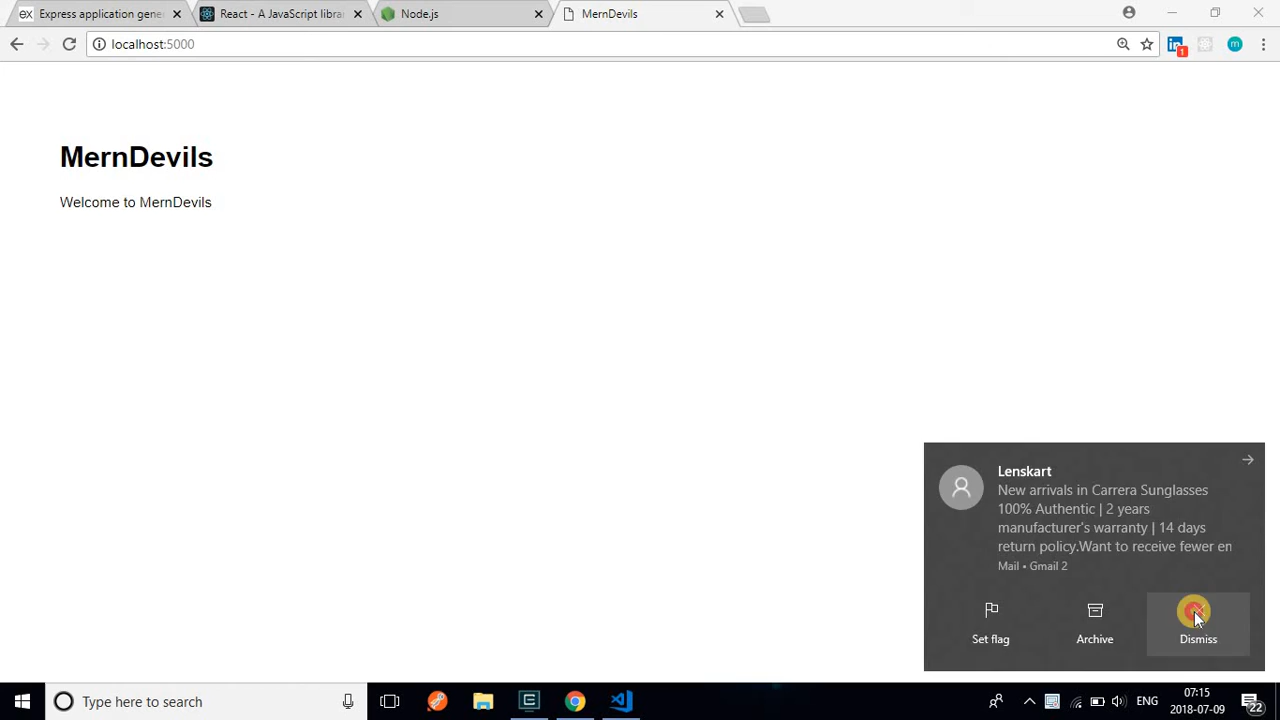 Express application gene
React - A JavaScript librar
Node.js
MernDevils
localhost:5000
1
m
MernDevils
Welcome to MernDevils
Lenskart
New arrivals in Carrera Sunglasses
100% Authentic | 2 years
manufacturer's warranty | 14 days
return policy.Want to receive fewer en
Mail • Gmail 2
Set flag
Archive
Dismiss
Type here to search
ENG
07:15
2018-07-09
22